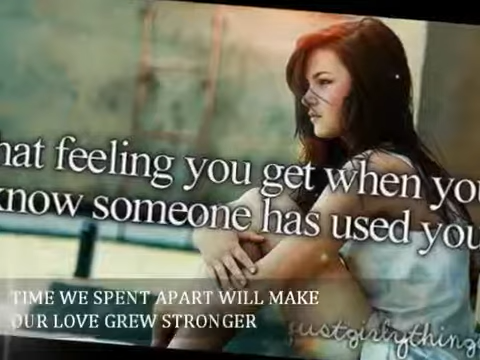 hat feeling you get when you
know someone has used you
TIME WE SPENT APART WILL MAKE
OUR LOVE GREW STRONGER
justgirlything